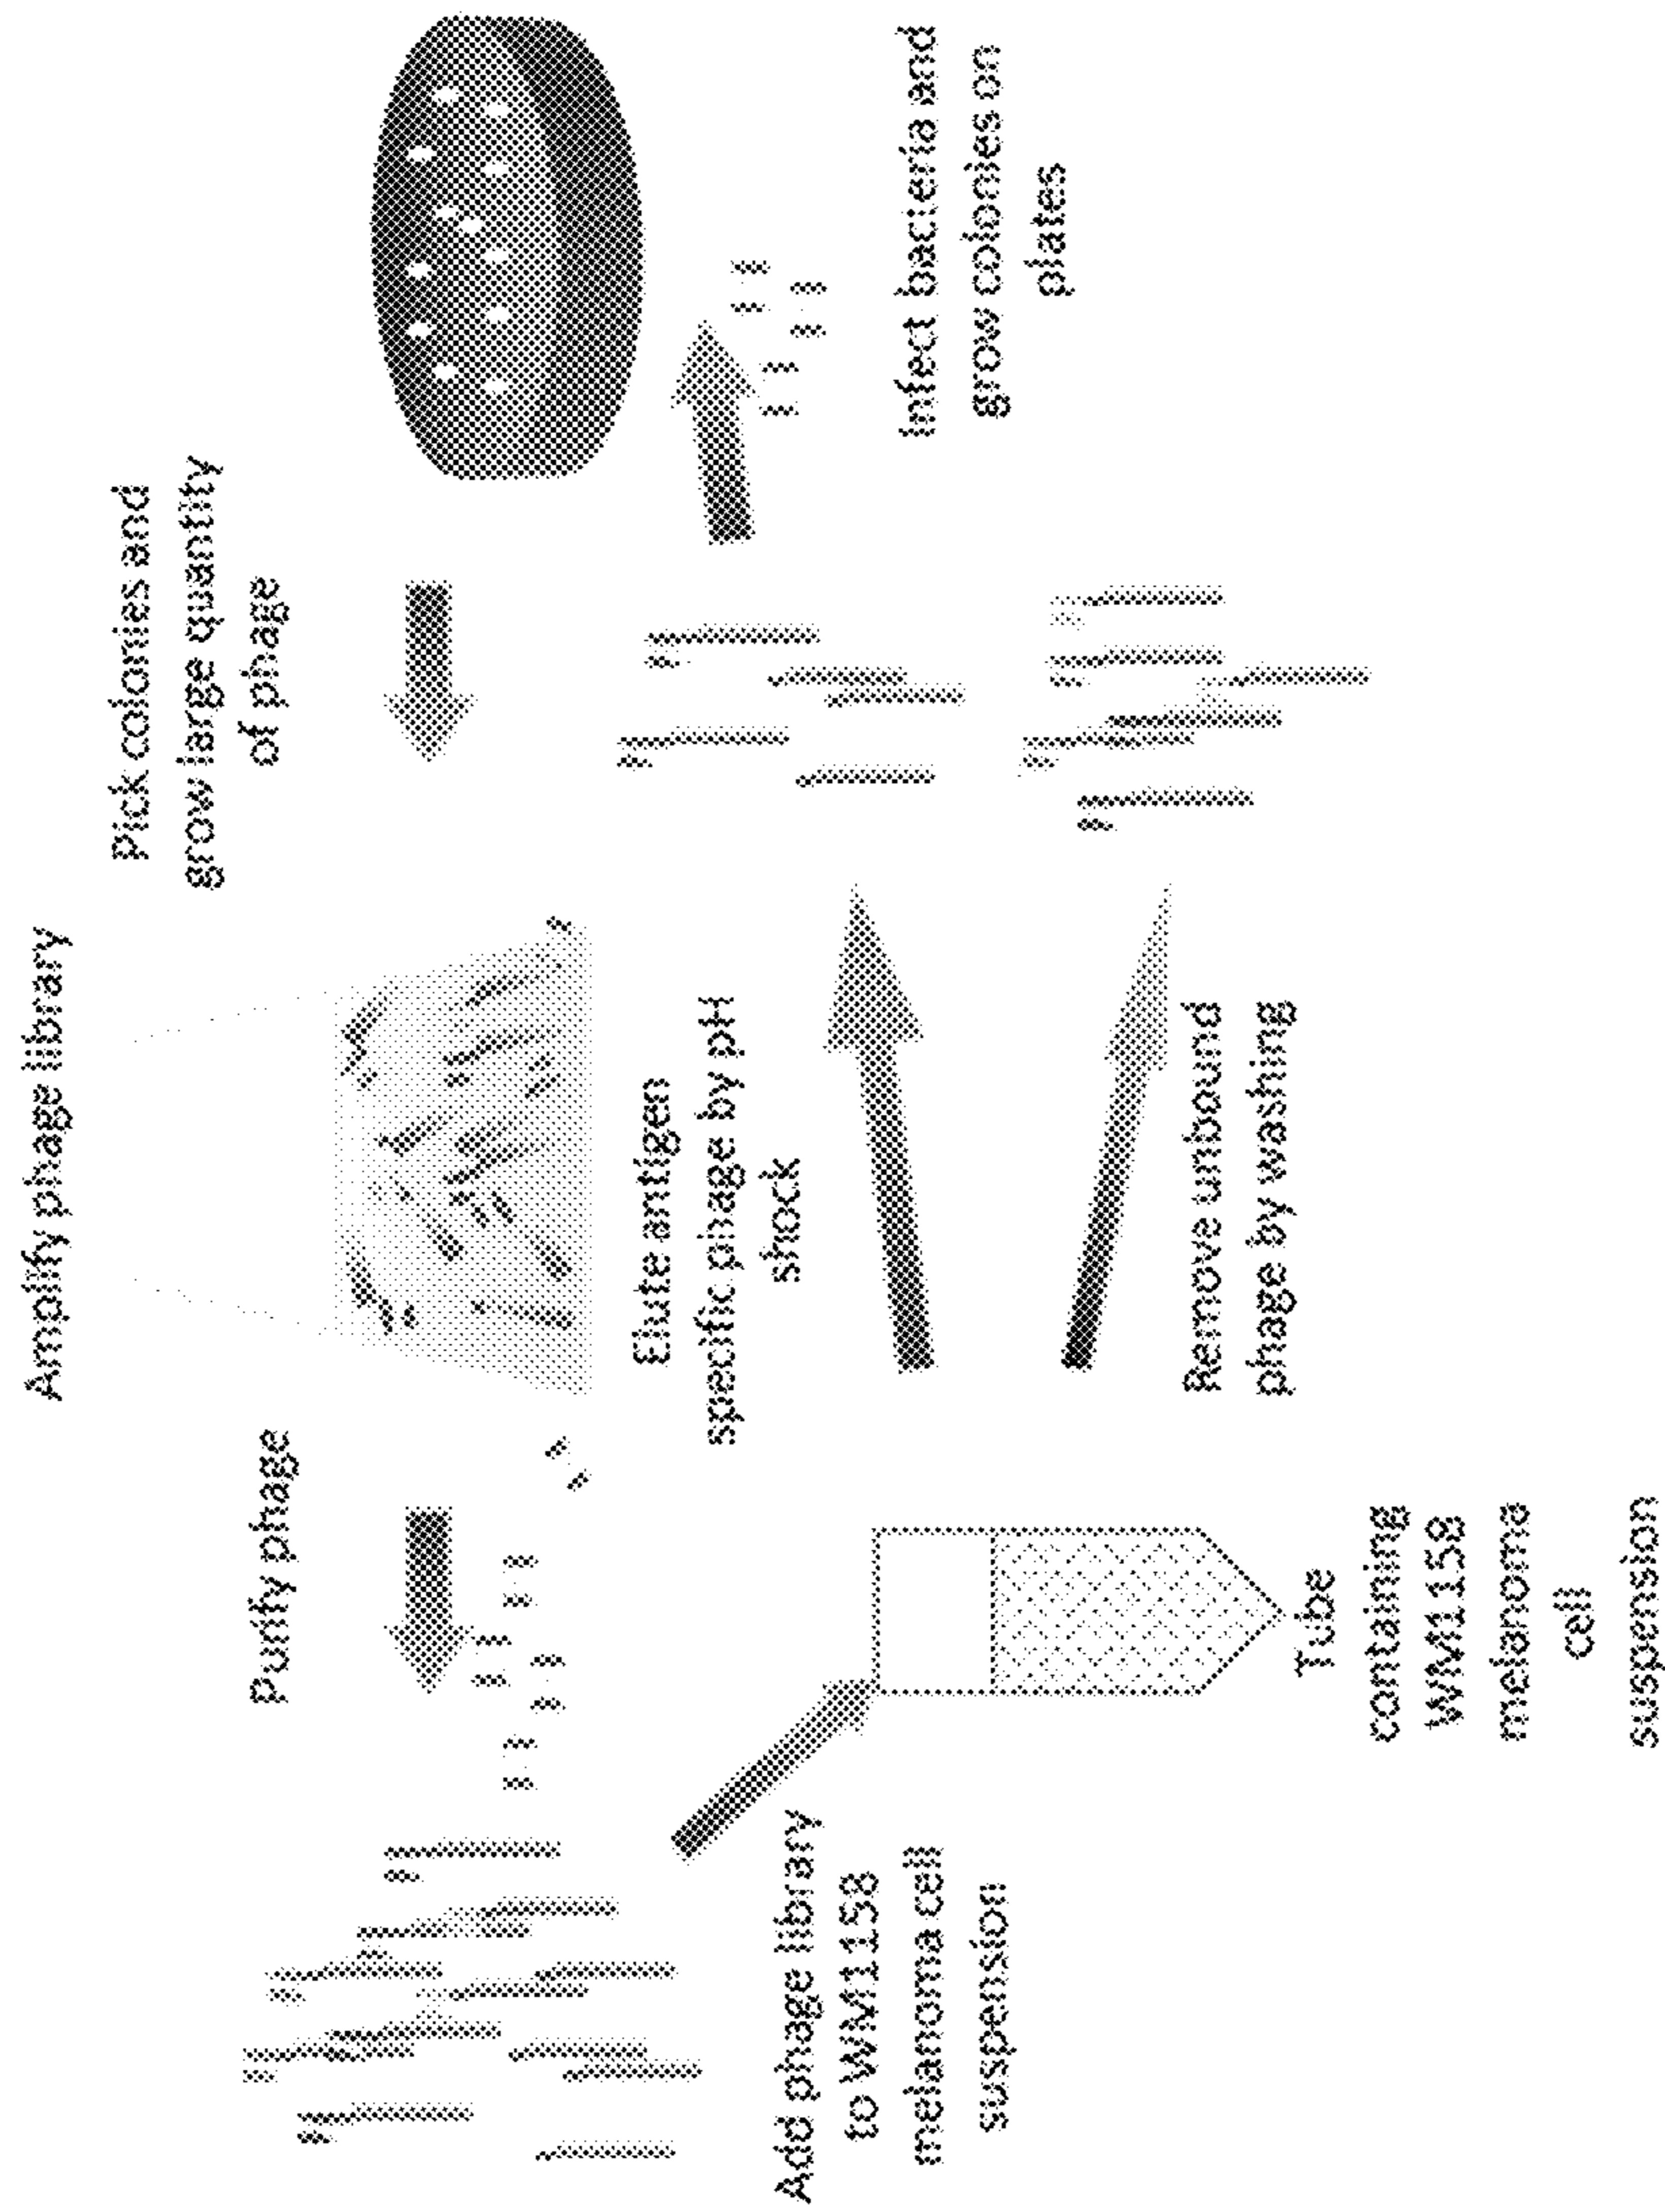 Amplify phage library
Pick colonies and
grow large quantity
of phage
Purify phage
Elute antigen
specific phage by pH
shock
Infect bacteria and
grow colonies on
plates
Add phage library
to WM1158
melanoma cell
suspension
Remove unbound
phage by washing
Tube
containing
WM1158
melanoma
cell
suspension